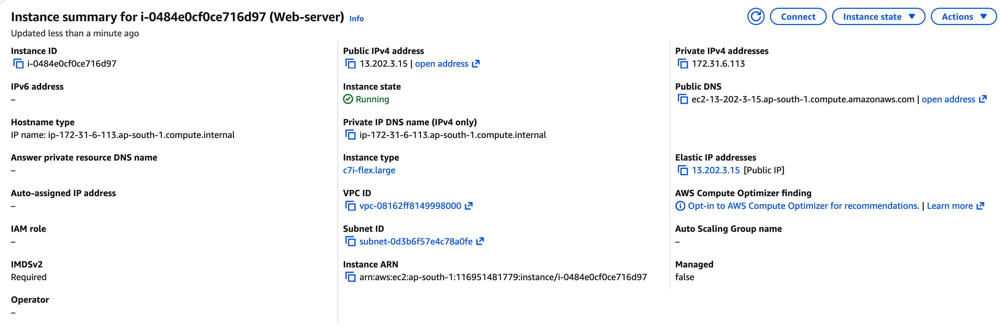 Instance summary for i-0484e0cf0ce716d97 (Web-server) Info
Updated less than a minute ago
Connect
Instance state
Actions
Instance ID
i-0484e0cf0ce716d97
Public IPv4 address
13.202.3.15 | open address
Private IPv4 addresses
172.31.6.113
IPv6 address
–
Instance state
Running
Public DNS
ec2-13-202-3-15.ap-south-1.compute.amazonaws.com | open address
Hostname type
IP name: ip-172-31-6-113.ap-south-1.compute.internal
Private IP DNS name (IPv4 only)
ip-172-31-6-113.ap-south-1.compute.internal
Answer private resource DNS name
–
Instance type
c7i-flex.large
Elastic IP addresses
13.202.3.15 [Public IP]
Auto-assigned IP address
–
VPC ID
vpc-08162ff8149998000
AWS Compute Optimizer finding
Opt-in to AWS Compute Optimizer for recommendations. | Learn more
IAM role
–
Subnet ID
subnet-0d3b6f57e4c78a0fe
Auto Scaling Group name
–
IMDSv2
Required
Instance ARN
arn:aws:ec2:ap-south-1:116951481779:instance/i-0484e0cf0ce716d97
Managed
false
Operator
–